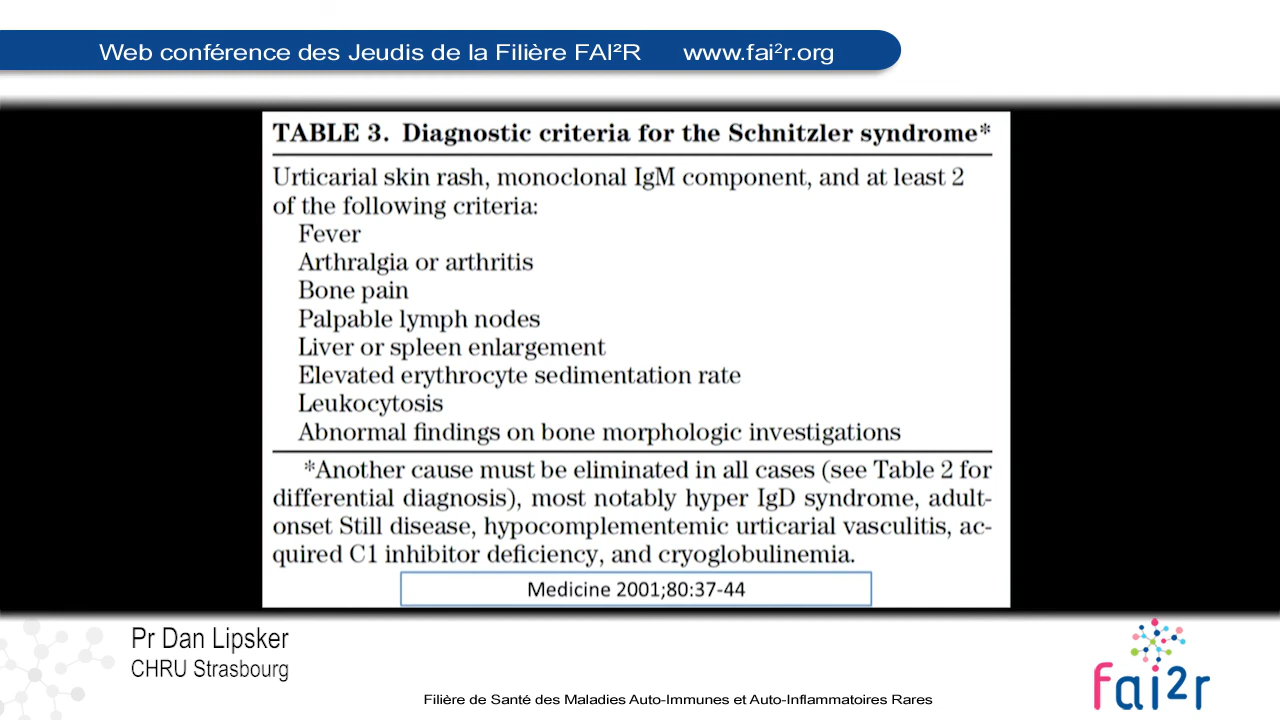 Web conférence des Jeudis de la Filière FAI²R www.fai²r.org
TABLE 3. Diagnostic criteria for the Schnitzler syndrome*
Urticarial skin rash, monoclonal IgM component, and at least 2
of the following criteria:
Fever
Arthralgia or arthritis
Bone pain
Palpable lymph nodes
Liver or spleen enlargement
Elevated erythrocyte sedimentation rate
Leukocytosis
Abnormal findings on bone morphologic investigations
*Another cause must be eliminated in all cases (see Table 2 for
differential diagnosis), most notably hyper IgD syndrome, adult-
onset Still disease, hypocomplementemic urticarial vasculitis, ac-
quired C1 inhibitor deficiency, and cryoglobulinemia.
Medicine 2001;80:37-44
Pr Dan Lipsker
CHRU Strasbourg
fai2r
Filière de Santé des Maladies Auto-Immunes et Auto-Inflammatoires Rares